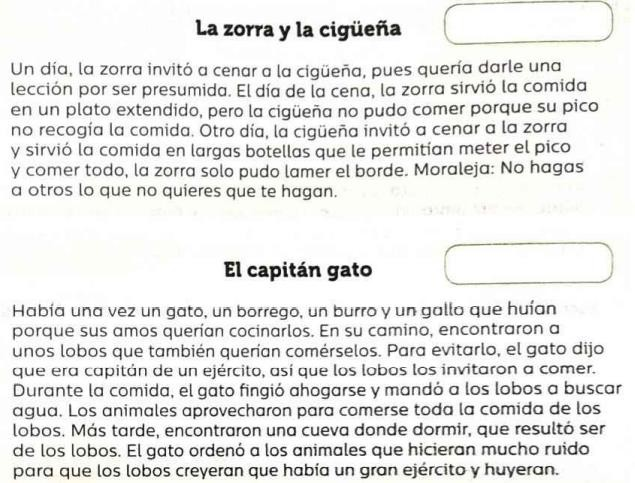 La zorra y la cigüeña
Un día, la zorra invitó a cenar a la cigüeña, pues quería darle una
lección por ser presumida. El día de la cena, la zorra sirvió la comida
en un plato extendido, pero la cigüeña no pudo comer porque su pico
no recogía la comida. Otro día, la cigüeña invitó a cenar a la zorra
y sirvió la comida en largas botellas que le permitían meter el pico
y comer todo, la zorra solo pudo lamer el borde. Moraleja: No hagas
a otros lo que no quieres que te hagan.
El capitán gato
Había una vez un gato, un borrego, un burro y un gallo que huían
porque sus amos querían cocinarlos. En su camino, encontraron a
unos lobos que también querían comérselos. Para evitarlo, el gato dijo
que era capitán de un ejército, así que los lobos los invitaron a comer.
Durante la comida, el gato fingió ahogarse y mandó a los lobos a buscar
agua. Los animales aprovecharon para comerse toda la comida de los
lobos. Más tarde, encontraron una cueva donde dormir, que resultó ser
de los lobos. El gato ordenó a los animales que hicieran mucho ruido
para que los lobos creyeran que había un gran ejército y huyeran.